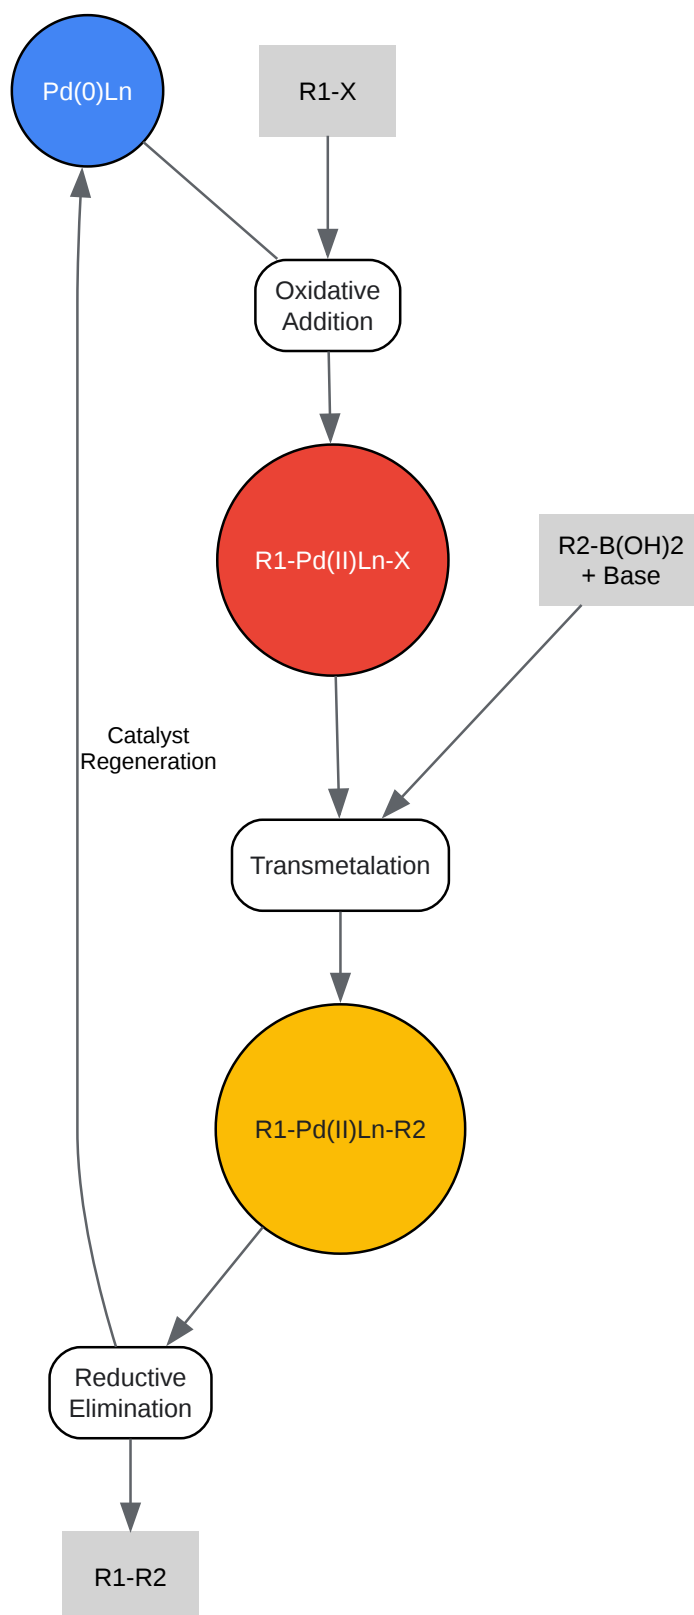 Pd(0)Ln
R1-X
Oxidative
Addition
R1-Pd(II)Ln-X
R2-B(OH)2
+ Base
Catalyst
Regeneration
Transmetalation
R1-Pd(II)Ln-R2
Reductive
Elimination
R1-R2